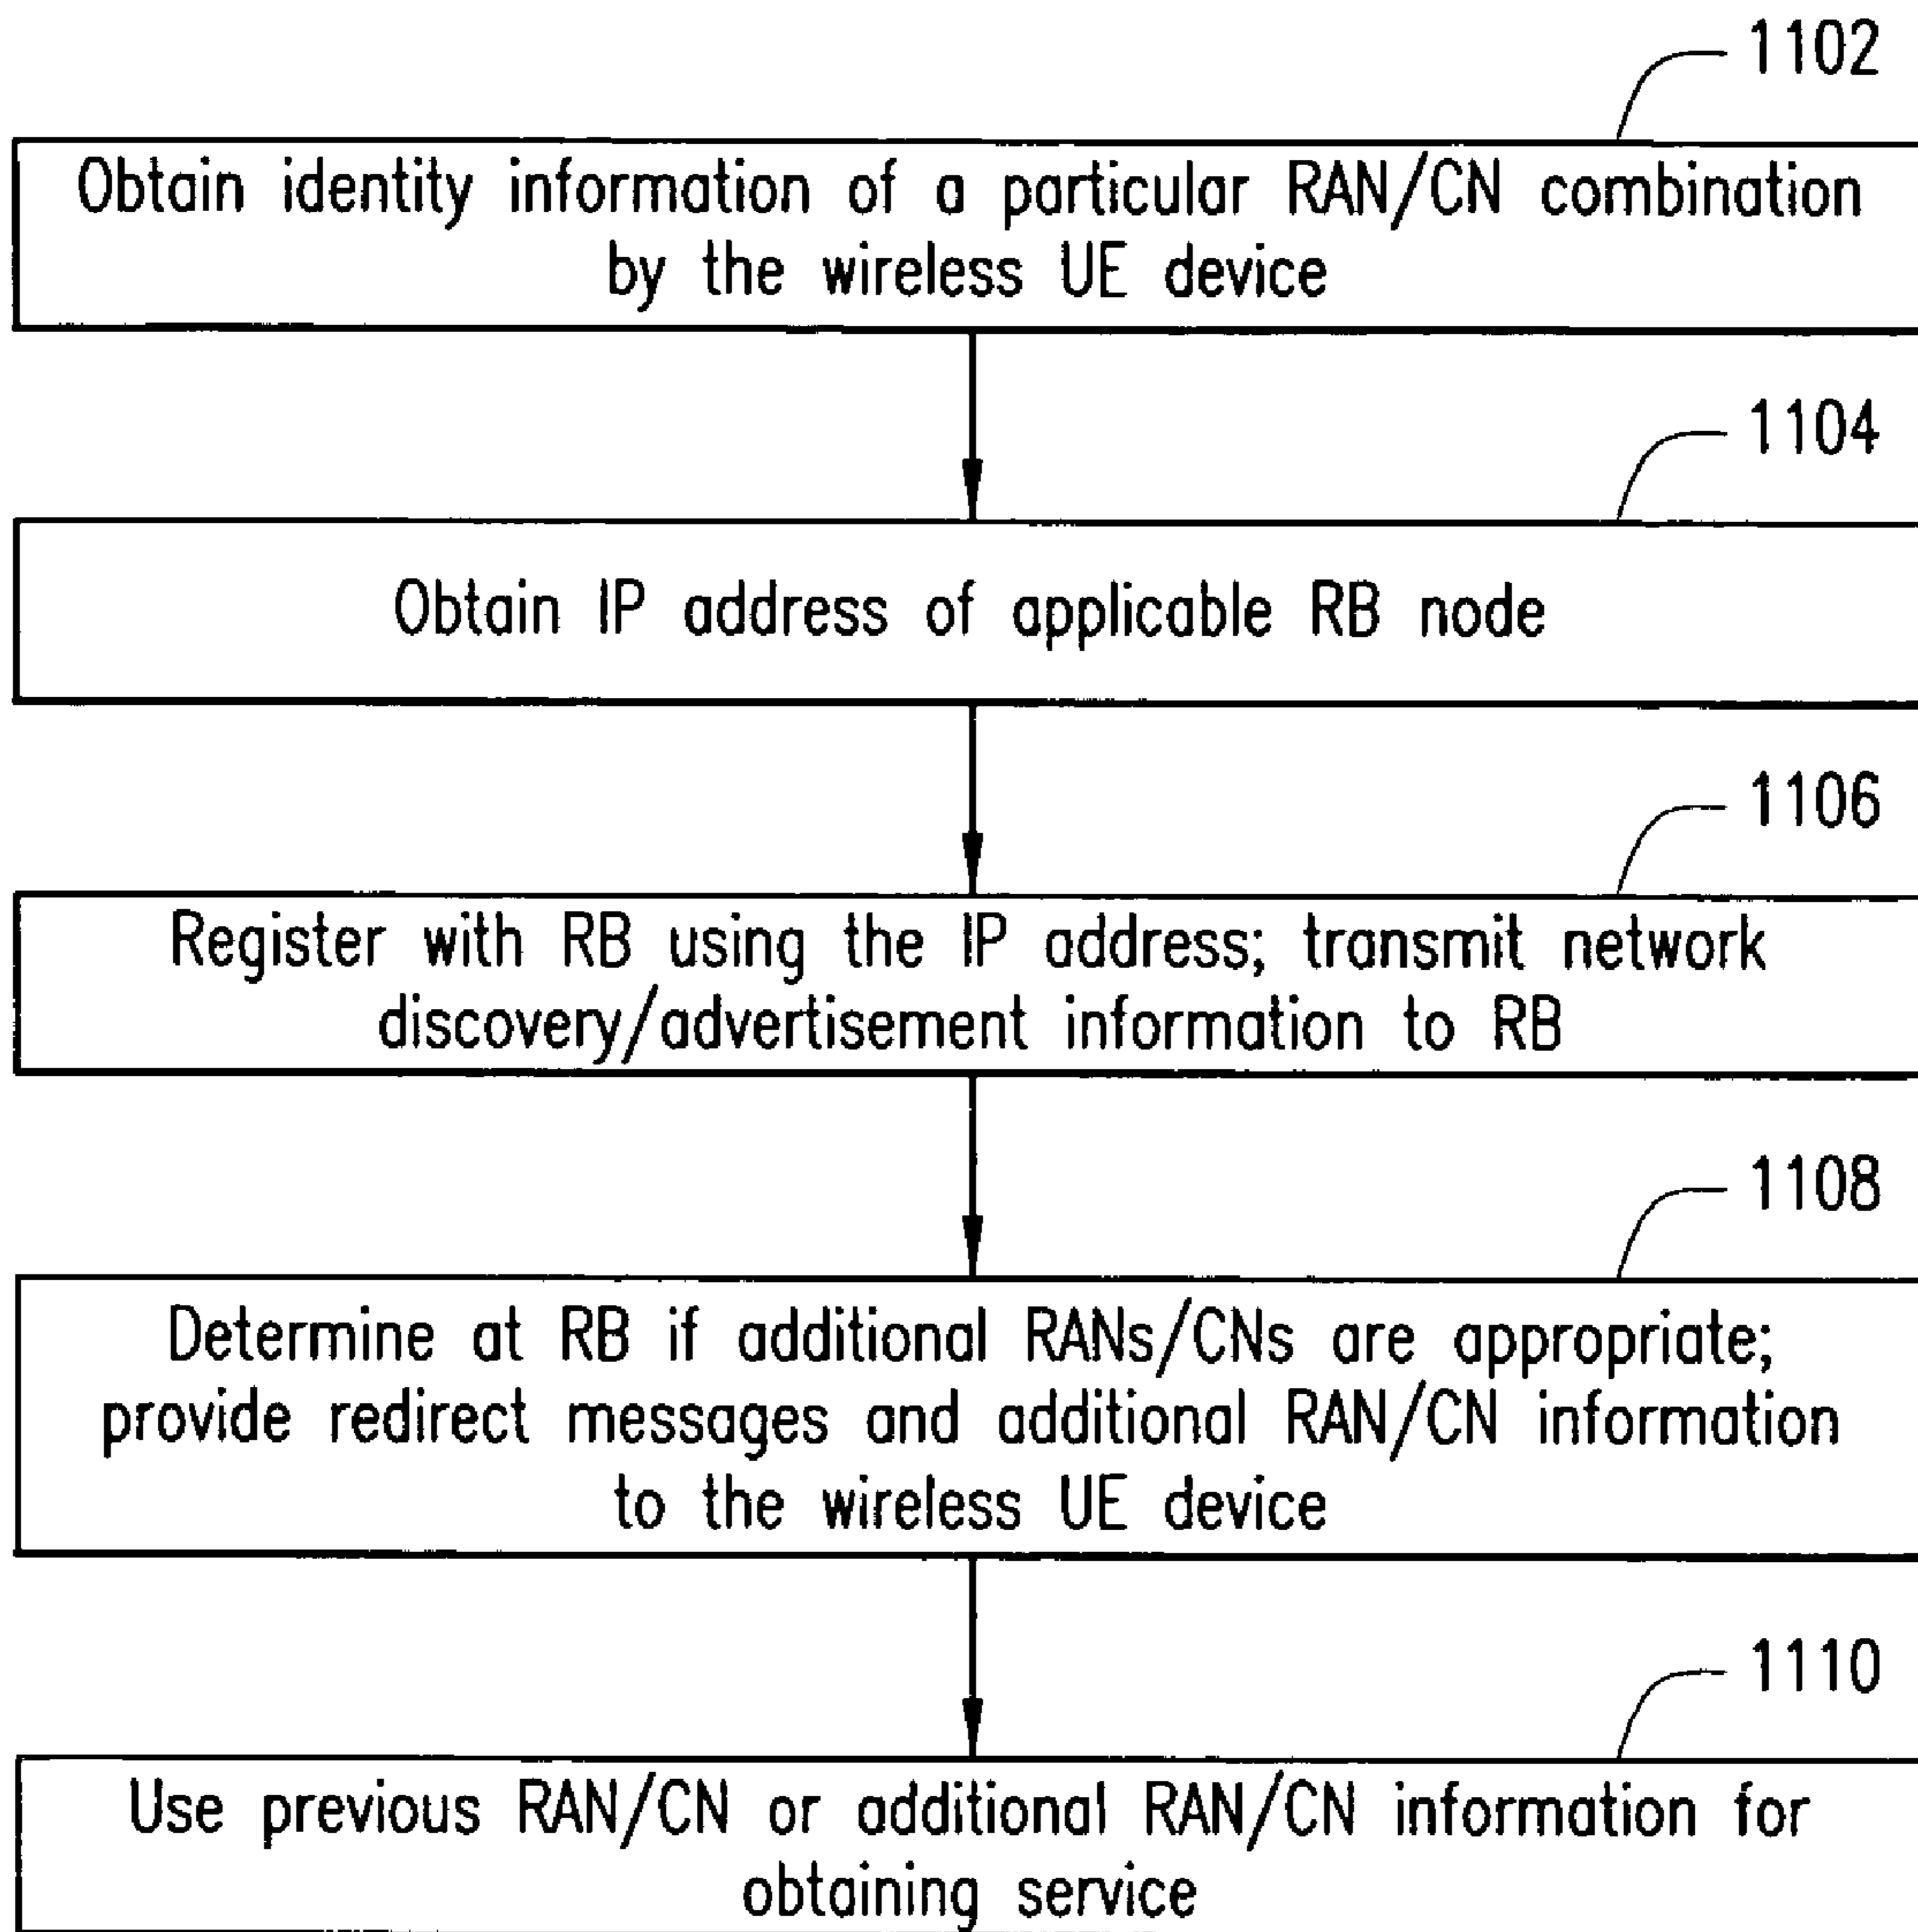 1102
Obtain identity information of a particular RAN/CN combination
by the wireless UE device
1104
Obtain IP address of applicable RB node
1106
Register with RB using the IP address; transmit network
discovery/advertisement information to RB
1108
Determine at RB if additional RANs/CNs are appropriate;
provide redirect messages and additional RAN/CN information
to the wireless UE device
1110
Use previous RAN/CN or additional RAN/CN information for
obtaining service